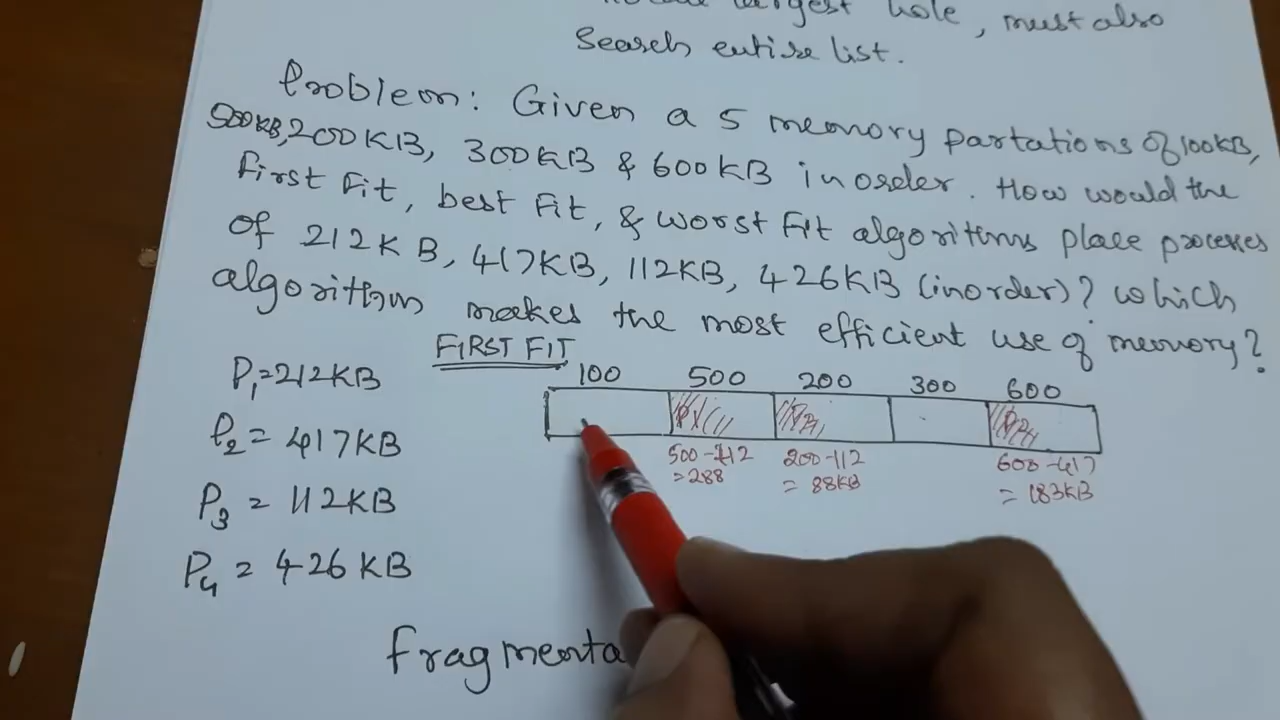 largest hole, must also
Search entire list.
Problem: Given a 5 memory partations of 100KB,
500KB, 200KB, 300KB & 600KB in order. How would the
First Fit, best Fit, & worst Fit algorithms place processes
of 212KB, 417KB, 112KB, 426KB (inorder)? which
algorithm makes the most efficient use of memory?
FIRST FIT
100 500 200 300 600
P1=212KB
P2 = 417KB
P3 = 112KB
P4 = 426KB
500-212
=288
200-112
= 88KB
600-417
= 183KB
Fragmenta